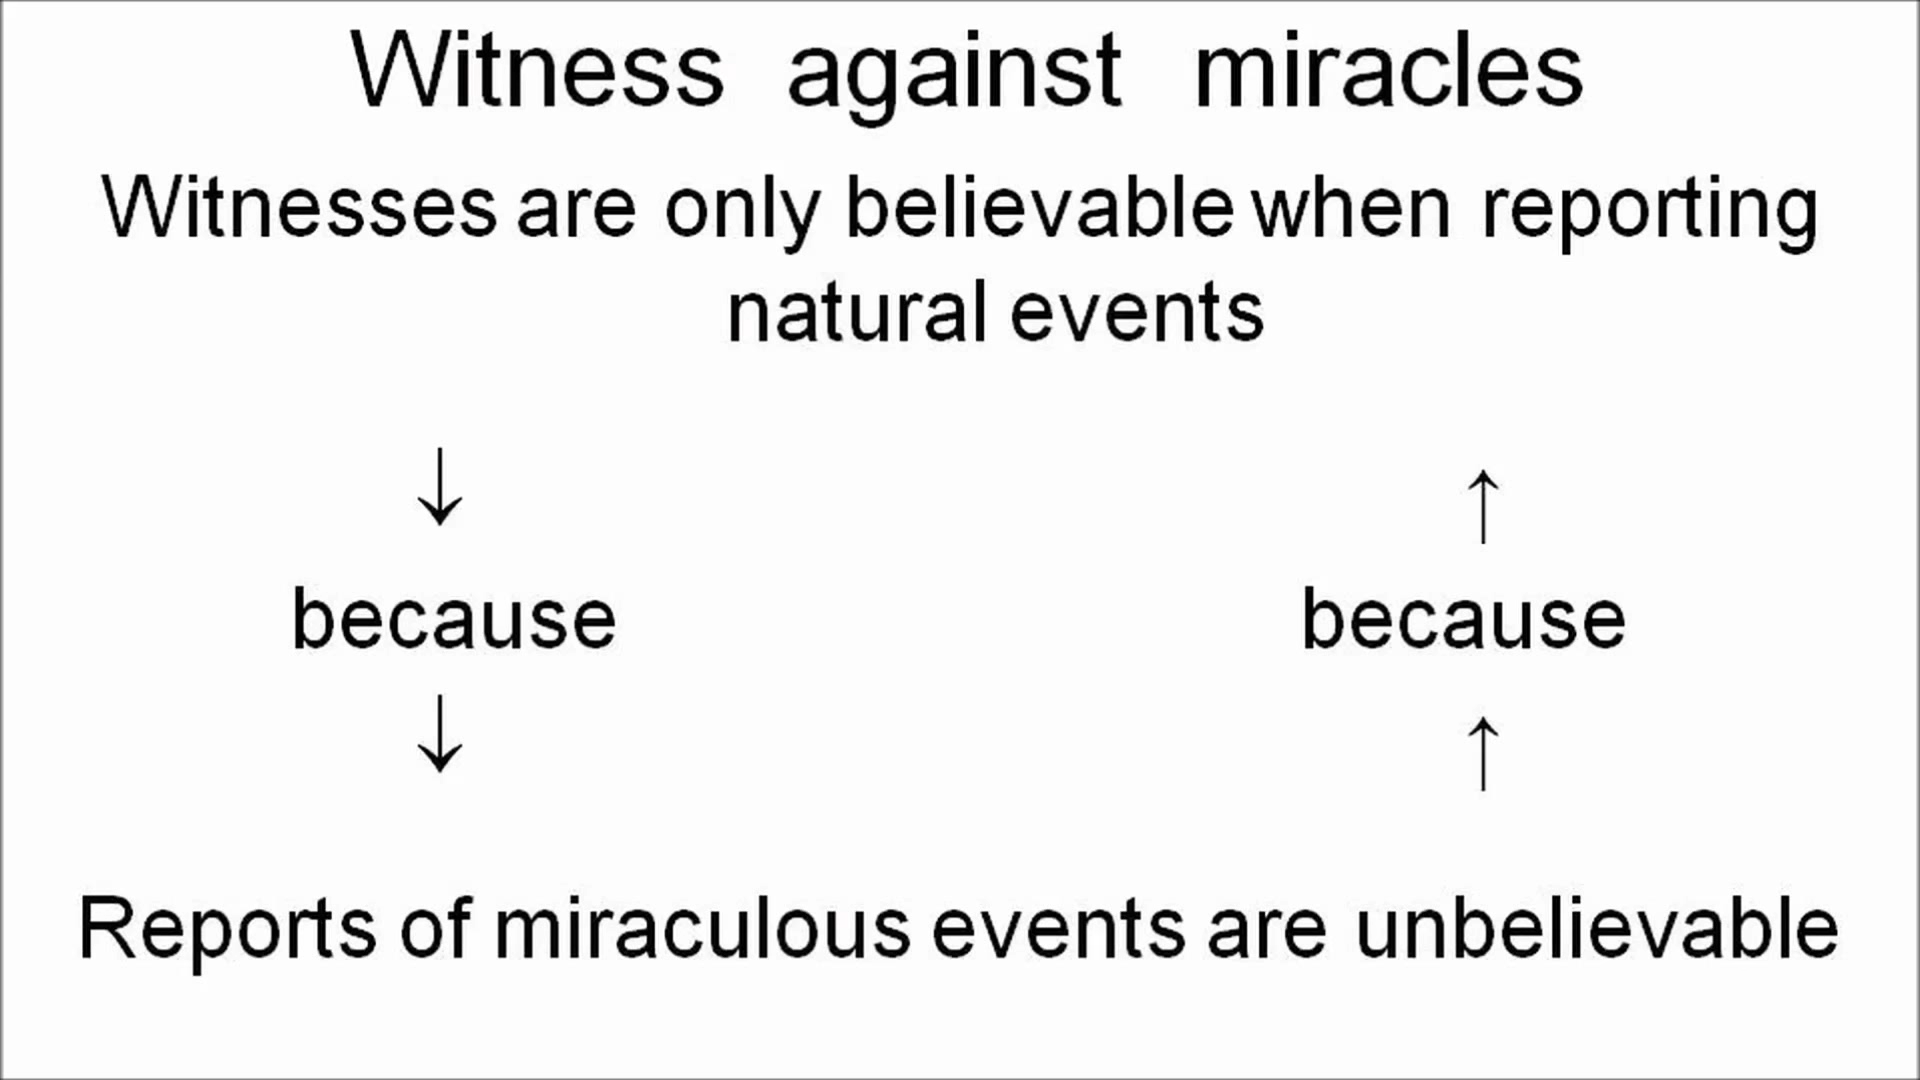 Witness against miracles
Witnesses are only believable when reporting
natural events
↓ ↑
because because
↓ ↑
Reports of miraculous events are unbelievable